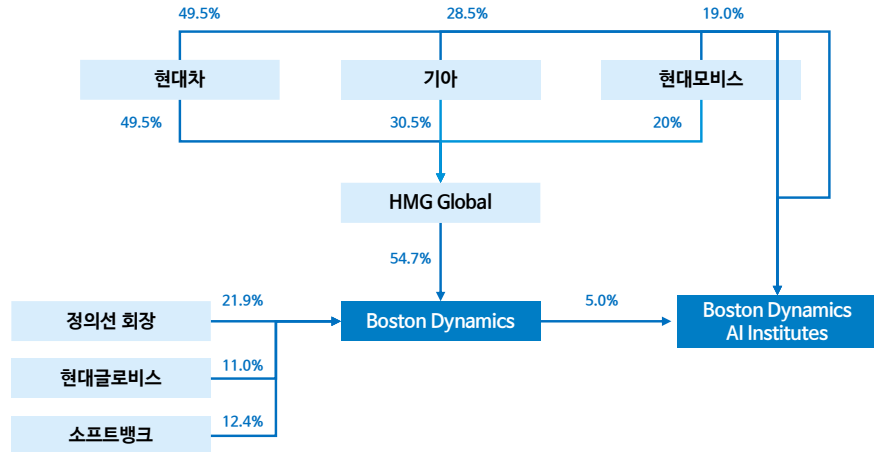 49.5%
28.5%
19.0%
현대차
기아
현대모비스
49.5%
30.5%
20%
HMG Global
54.7%
정의선 회장
21.9%
Boston Dynamics
5.0%
Boston Dynamics
AI Institutes
현대글로비스
11.0%
소프트뱅크
12.4%